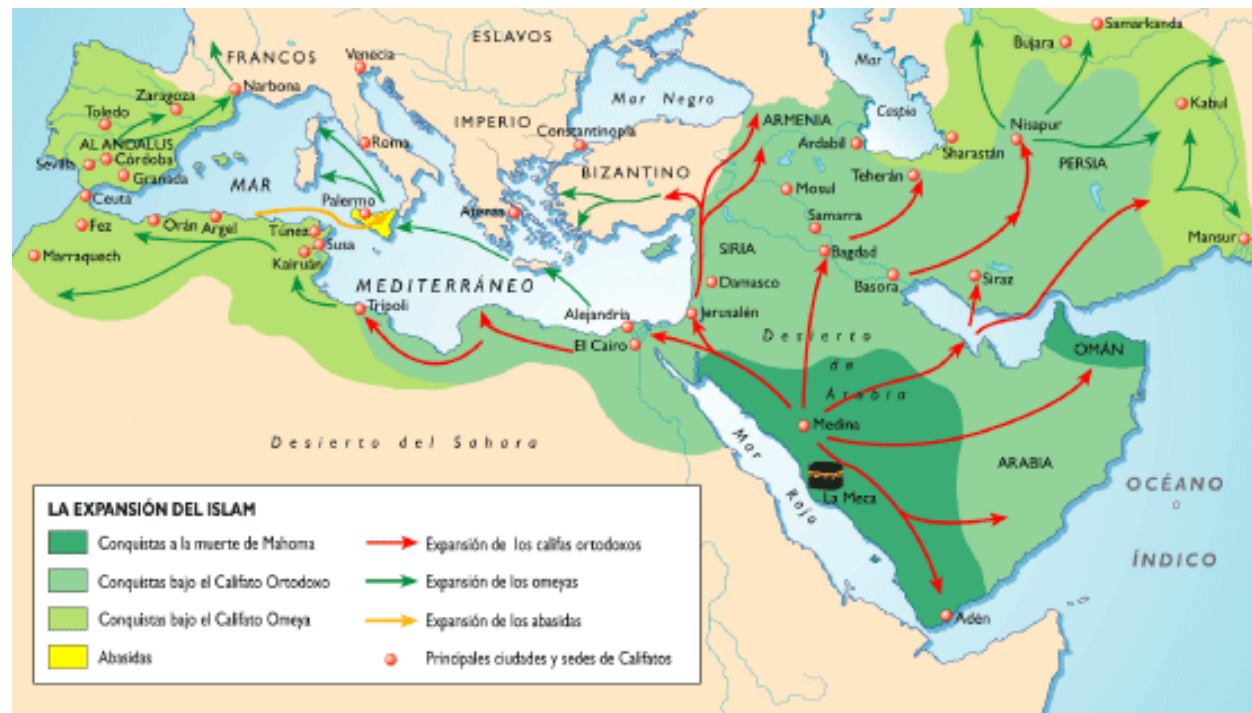 ESLAVOS
FRANCOS
Venecia
Narbona
Zaragoza
Toledo
AL ANDALUS
Sevilla
Córdoba
Granada
Ceuta
Fez
Orán
Argel
Marraquech
MAR
MEDITERRÁNEO
Roma
Palermo
Túnez
Susa
Kairuán
Trípoli
IMPERIO
BIZANTINO
Constantinopla
Atenas
Mar Negro
Mar
Caspio
Samarkanda
Bujara
Kabul
Nisapur
PERSIA
Sharastán
ARMENIA
Ardabil
Teherán
Mosul
Samarra
SIRIA
Bagdad
Damasco
Basora
Siraz
Mansur
Jerusalén
Alejandría
El Cairo
Desierto
de
Arabia
OMÁN
Medina
La Meca
ARABIA
Mar
Rojo
Adén
OCÉANO
ÍNDICO
Desierto del Sahara
LA EXPANSIÓN DEL ISLAM
Conquistas a la muerte de Mahoma
Conquistas bajo el Califato Ortodoxo
Conquistas bajo el Califato Omeya
Abasidas
Expansión de los califas ortodoxos
Expansión de los omeyas
Expansión de los abasidas
Principales ciudades y sedes de Califatos